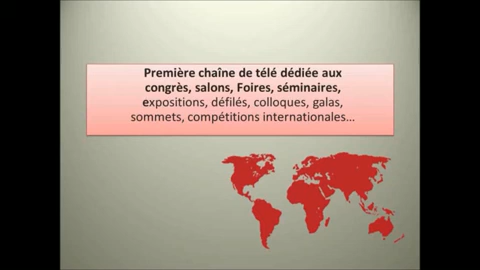 Première chaîne de télé dédiée aux
congrès, salons, Foires, séminaires,
expositions, défilés, colloques, galas,
sommets, compétitions internationales…